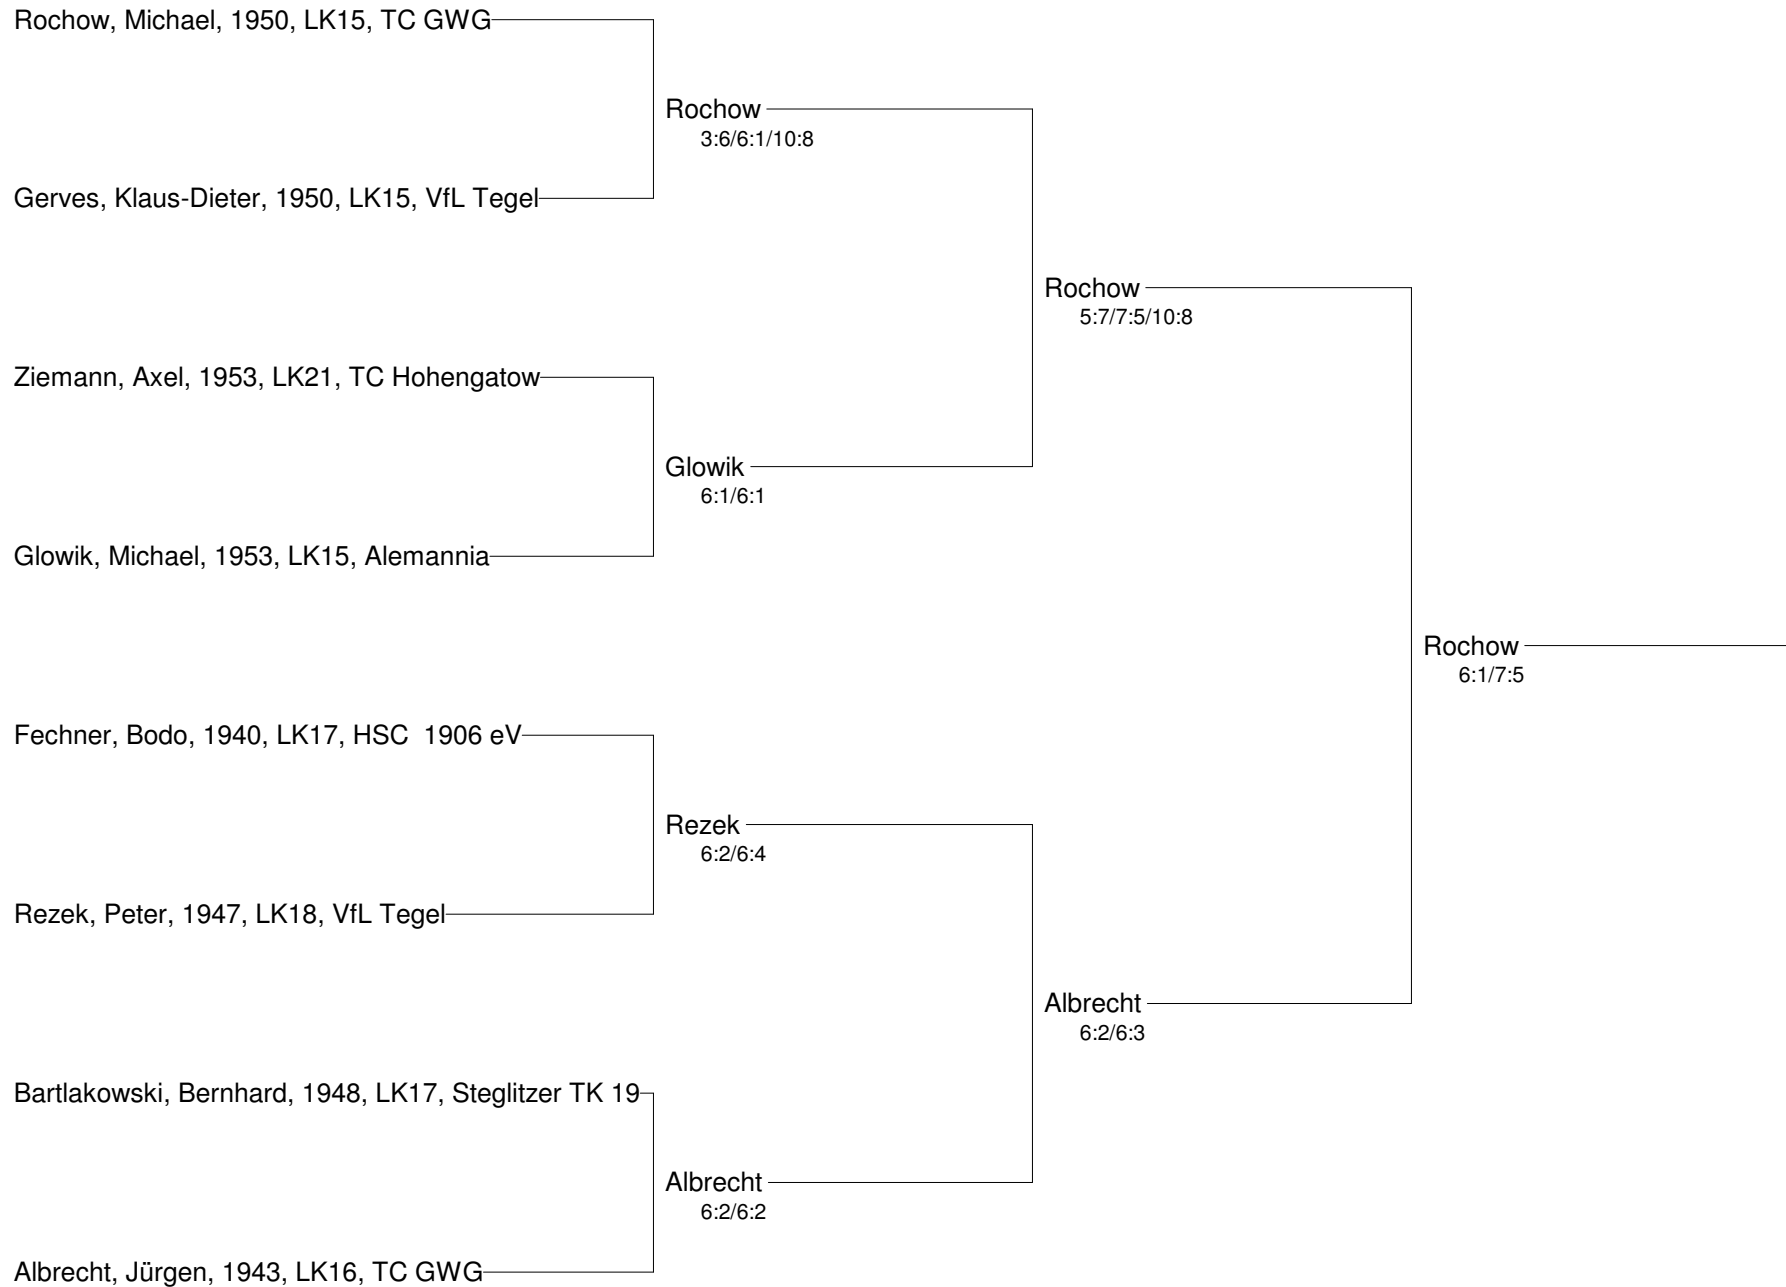 Rochow, Michael, 1950, LK15, TC GWG
Rochow
3:6/6:1/10:8
Gerves, Klaus-Dieter, 1950, LK15, VfL Tegel
Rochow
5:7/7:5/10:8
Ziemann, Axel, 1953, LK21, TC Hohengatow
Glowik
6:1/6:1
Glowik, Michael, 1953, LK15, Alemannia
Rochow
6:1/7:5
Fechner, Bodo, 1940, LK17, HSC  1906 eV
Rezek
6:2/6:4
Rezek, Peter, 1947, LK18, VfL Tegel
Albrecht
6:2/6:3
Bartlakowski, Bernhard, 1948, LK17, Steglitzer TK 19
Albrecht
6:2/6:2
Albrecht, Jürgen, 1943, LK16, TC GWG